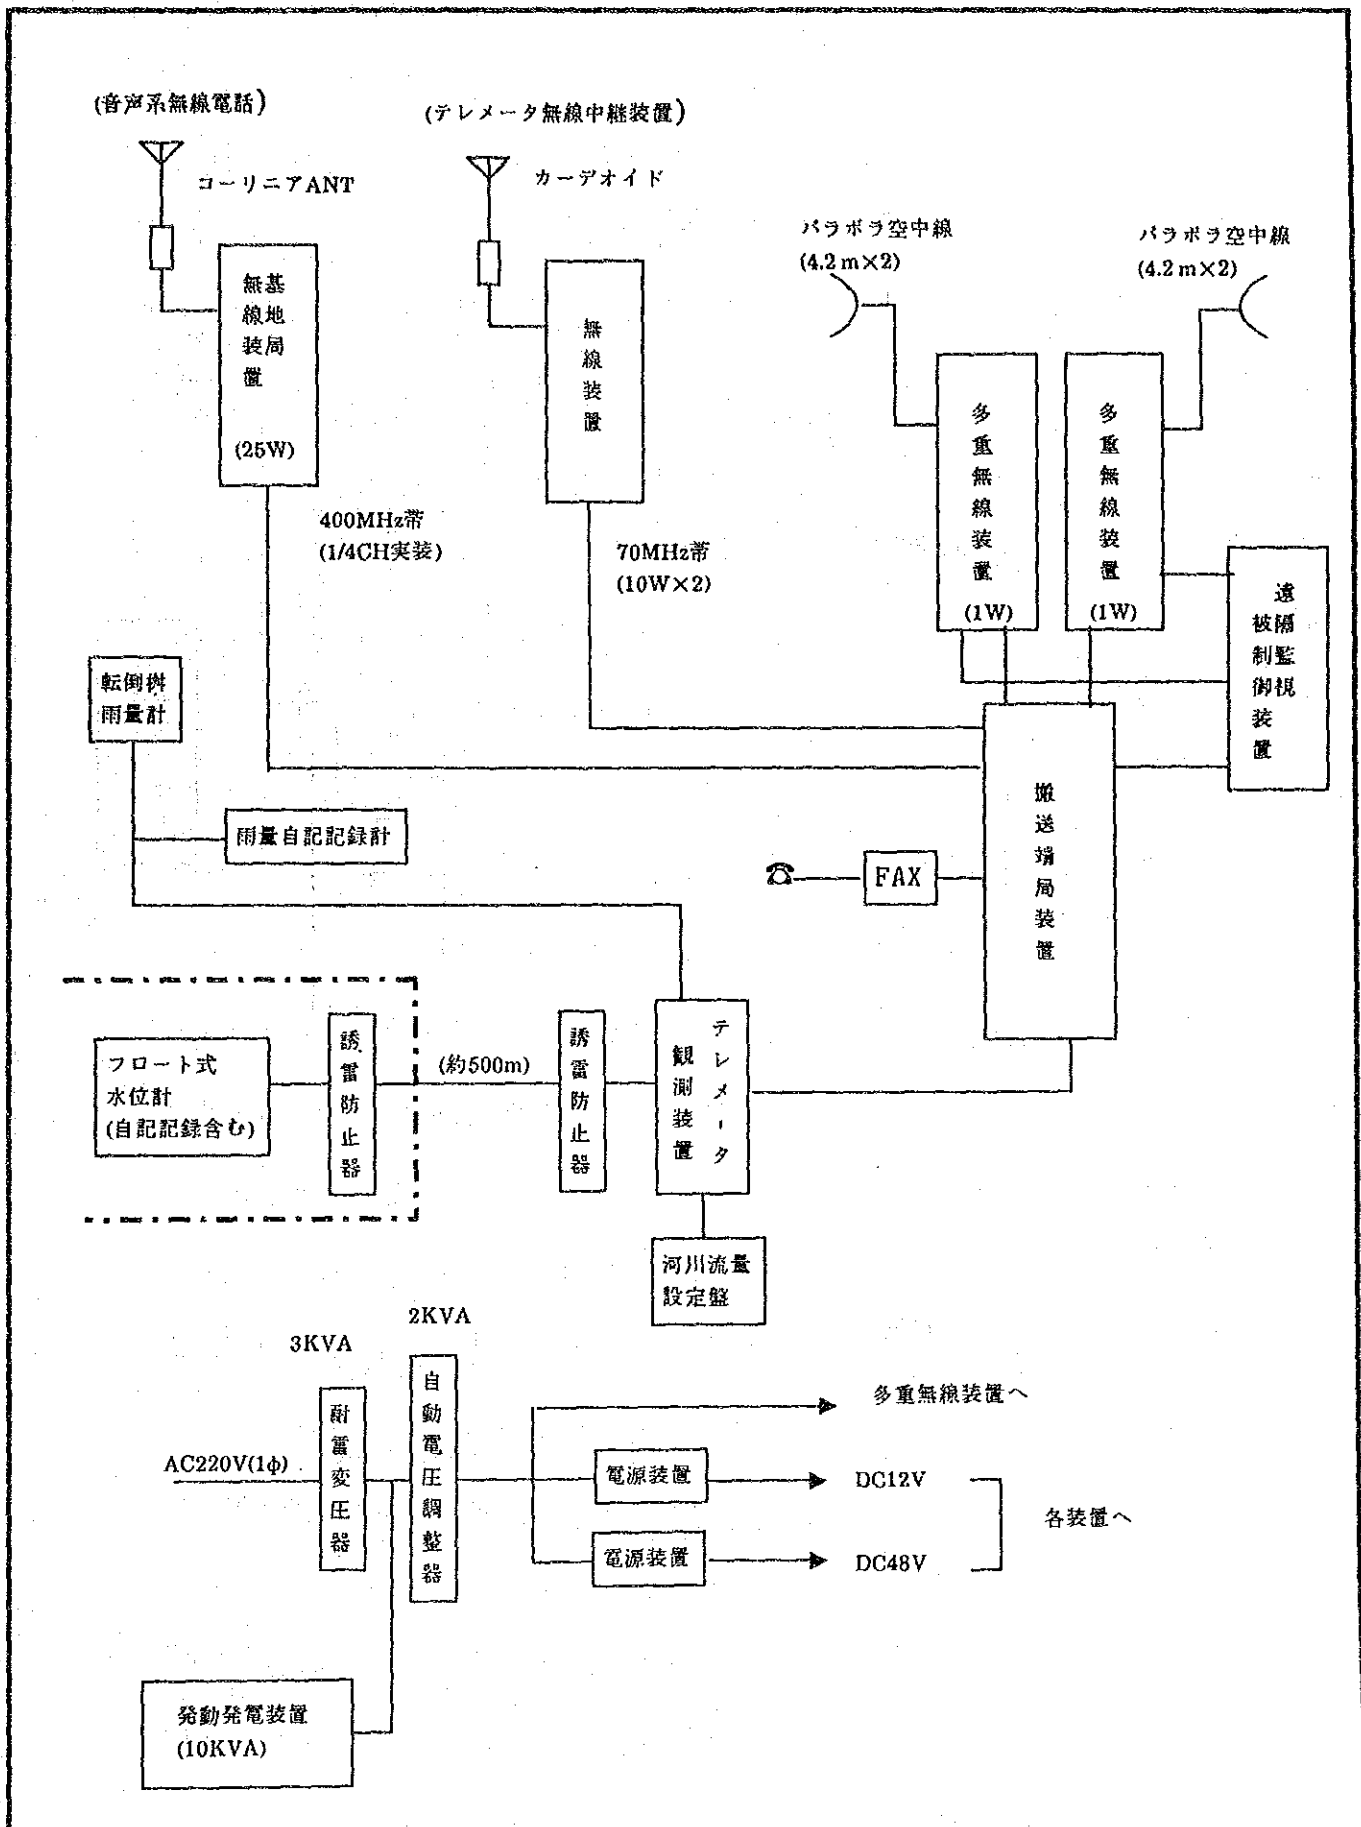 (音声系無線電話)
コーリニアANT
基地局
無線装置
(25W)
400MHz帯
(1/4CH実装)
(テレメータ無線中継装置)
カーデオイド
無線装置
70MHz帯
(10W×2)
パラボラ空中線
(4.2m×2)
パラボラ空中線
(4.2m×2)
多重無線装置
(1W)
多重無線装置
(1W)
遠隔監視
被制御装置
転倒桝
雨量計
雨量自記記録計
FAX
搬送端局装置
フロート式
水位計
(自記記録含む)
誘雷防止器
(約500m)
誘雷防止器
テレメータ
観測装置
河川流量
設定盤
2KVA
3KVA
AC220V(1φ)
耐雷変圧器
自動電圧調整器
多重無線装置へ
電源装置
DC12V
電源装置
DC48V
各装置へ
発動発電装置
(10KVA)